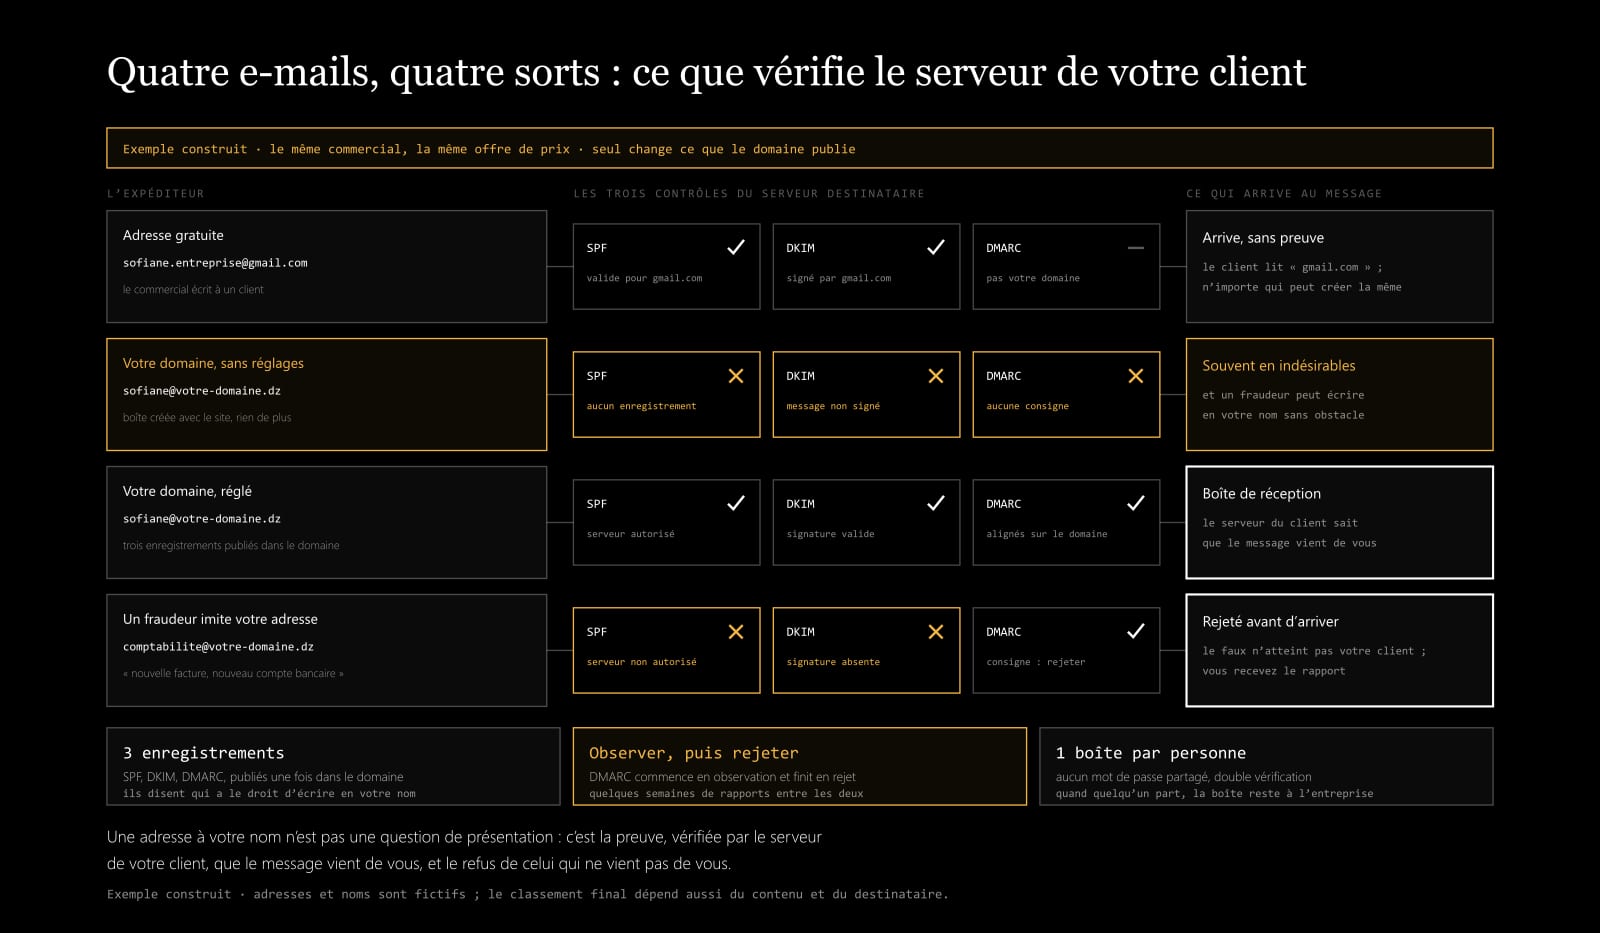 Quatre e-mails, quatre sorts : ce que vérifie le serveur de votre client
Exemple construit · le même commercial, la même offre de prix · seul change ce que le domaine publie
L’EXPÉDITEUR
LES TROIS CONTRÔLES DU SERVEUR DESTINATAIRE
CE QUI ARRIVE AU MESSAGE
Adresse gratuite
sofiane.entreprise@gmail.com
le commercial écrit à un client
SPF
valide pour gmail.com
DKIM
signé par gmail.com
DMARC
pas votre domaine
Arrive, sans preuve
le client lit « gmail.com » ;
n’importe qui peut créer la même
Votre domaine, sans réglages
sofiane@votre-domaine.dz
boîte créée avec le site, rien de plus
SPF
aucun enregistrement
DKIM
message non signé
DMARC
aucune consigne
Souvent en indésirables
et un fraudeur peut écrire
en votre nom sans obstacle
Votre domaine, réglé
sofiane@votre-domaine.dz
trois enregistrements publiés dans le domaine
SPF
serveur autorisé
DKIM
signature valide
DMARC
alignés sur le domaine
Boîte de réception
le serveur du client sait
que le message vient de vous
Un fraudeur imite votre adresse
comptabilite@votre-domaine.dz
« nouvelle facture, nouveau compte bancaire »
SPF
serveur non autorisé
DKIM
signature absente
DMARC
consigne : rejeter
Rejeté avant d’arriver
le faux n’atteint pas votre client ;
vous recevez le rapport
3 enregistrements
SPF, DKIM, DMARC, publiés une fois dans le domaine
ils disent qui a le droit d’écrire en votre nom
Observer, puis rejeter
DMARC commence en observation et finit en rejet
quelques semaines de rapports entre les deux
1 boîte par personne
aucun mot de passe partagé, double vérification
quand quelqu’un part, la boîte reste à l’entreprise
Une adresse à votre nom n’est pas une question de présentation : c’est la preuve, vérifiée par le serveur
de votre client, que le message vient de vous, et le refus de celui qui ne vient pas de vous.
Exemple construit · adresses et noms sont fictifs ; le classement final dépend aussi du contenu et du destinataire.